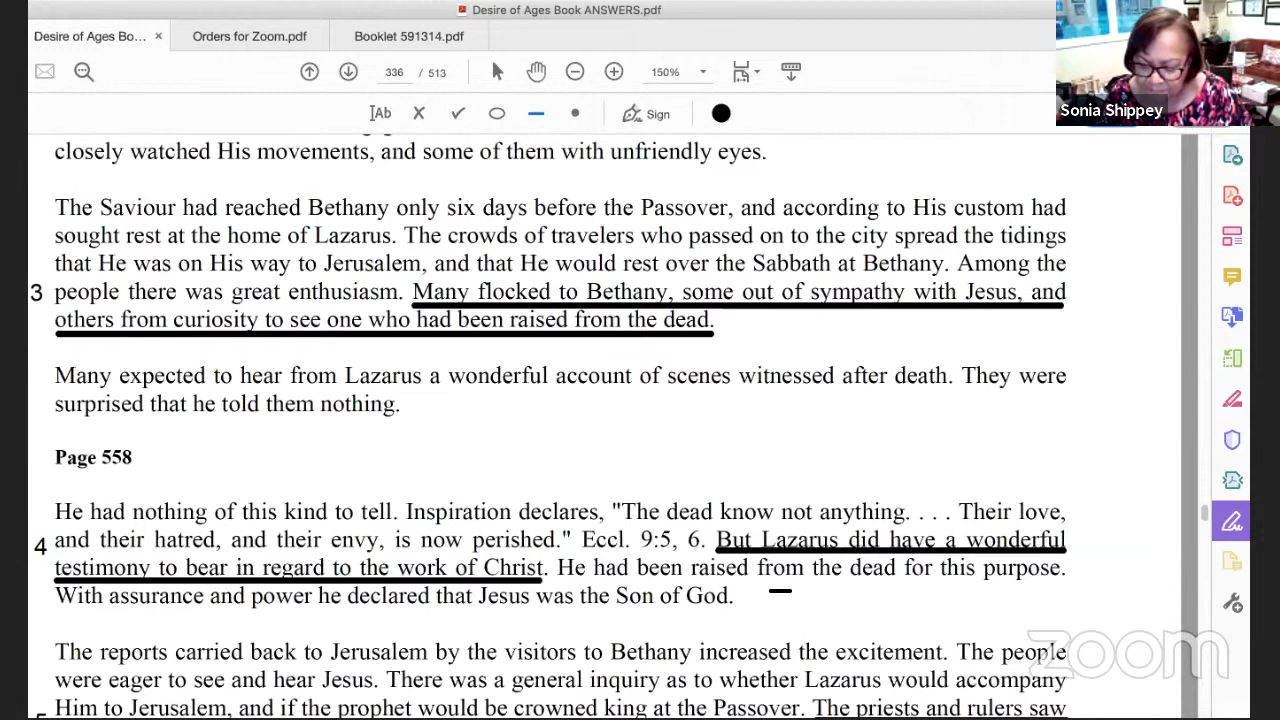 Desire of Ages Book ANSWERS.pdf
Desire of Ages Bo... ×
Orders for Zoom.pdf
Booklet 591314.pdf
336 / 513
150%
Ab
Sign
Sonia Shippey
closely watched His movements, and some of them with unfriendly eyes.
The Saviour had reached Bethany only six days before the Passover, and according to His custom had
sought rest at the home of Lazarus. The crowds of travelers who passed on to the city spread the tidings
that He was on His way to Jerusalem, and that He would rest over the Sabbath at Bethany. Among the
3 people there was great enthusiasm. Many flocked to Bethany, some out of sympathy with Jesus, and
others from curiosity to see one who had been raised from the dead.
Many expected to hear from Lazarus a wonderful account of scenes witnessed after death. They were
surprised that he told them nothing.
Page 558
He had nothing of this kind to tell. Inspiration declares, "The dead know not anything. . . . Their love,
4 and their hatred, and their envy, is now perished." Eccl. 9:5, 6. But Lazarus did have a wonderful
testimony to bear in regard to the work of Christ. He had been raised from the dead for this purpose.
With assurance and power he declared that Jesus was the Son of God.
The reports carried back to Jerusalem by the visitors to Bethany increased the excitement. The people
were eager to see and hear Jesus. There was a general inquiry as to whether Lazarus would accompany
Him to Jerusalem, and if the prophet would be crowned king at the Passover. The priests and rulers saw
zoom